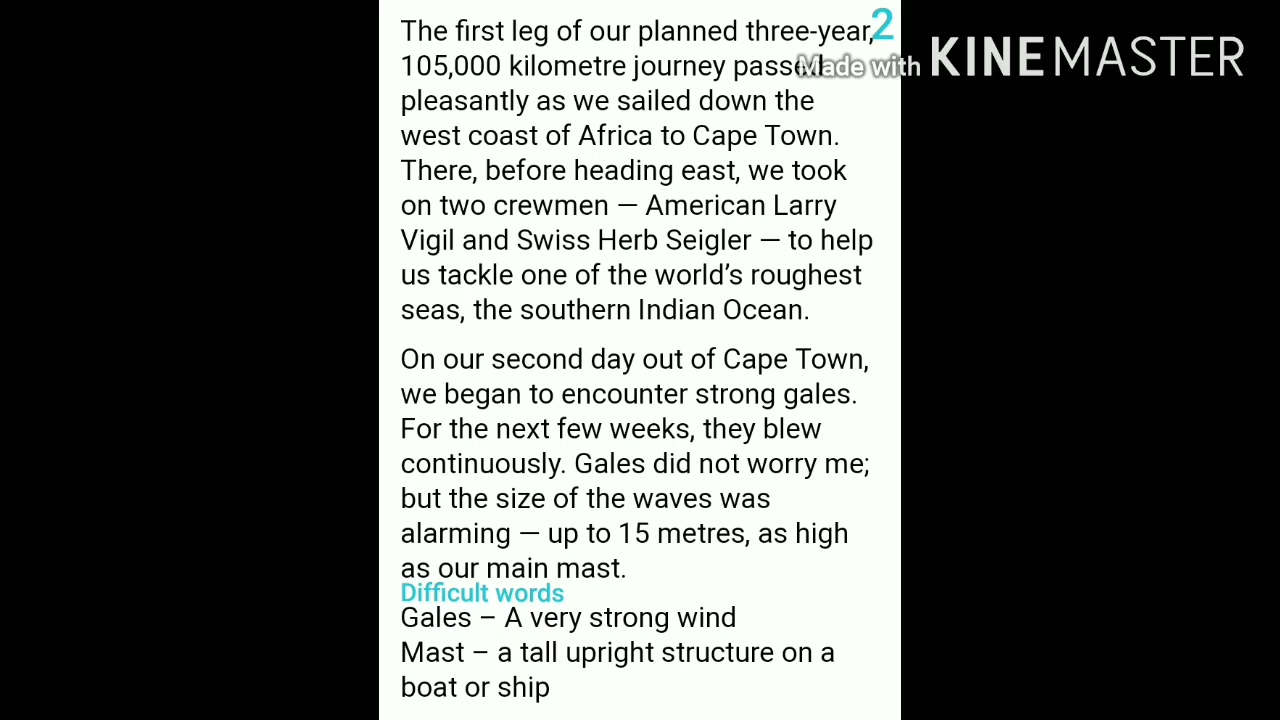 The first leg of our planned three-year,
2
Made with KINEMASTER
105,000 kilometre journey passed
pleasantly as we sailed down the
west coast of Africa to Cape Town.
There, before heading east, we took
on two crewmen — American Larry
Vigil and Swiss Herb Seigler — to help
us tackle one of the world’s roughest
seas, the southern Indian Ocean.
On our second day out of Cape Town,
we began to encounter strong gales.
For the next few weeks, they blew
continuously. Gales did not worry me;
but the size of the waves was
alarming — up to 15 metres, as high
as our main mast.
Difficult words
Gales – A very strong wind
Mast – a tall upright structure on a
boat or ship